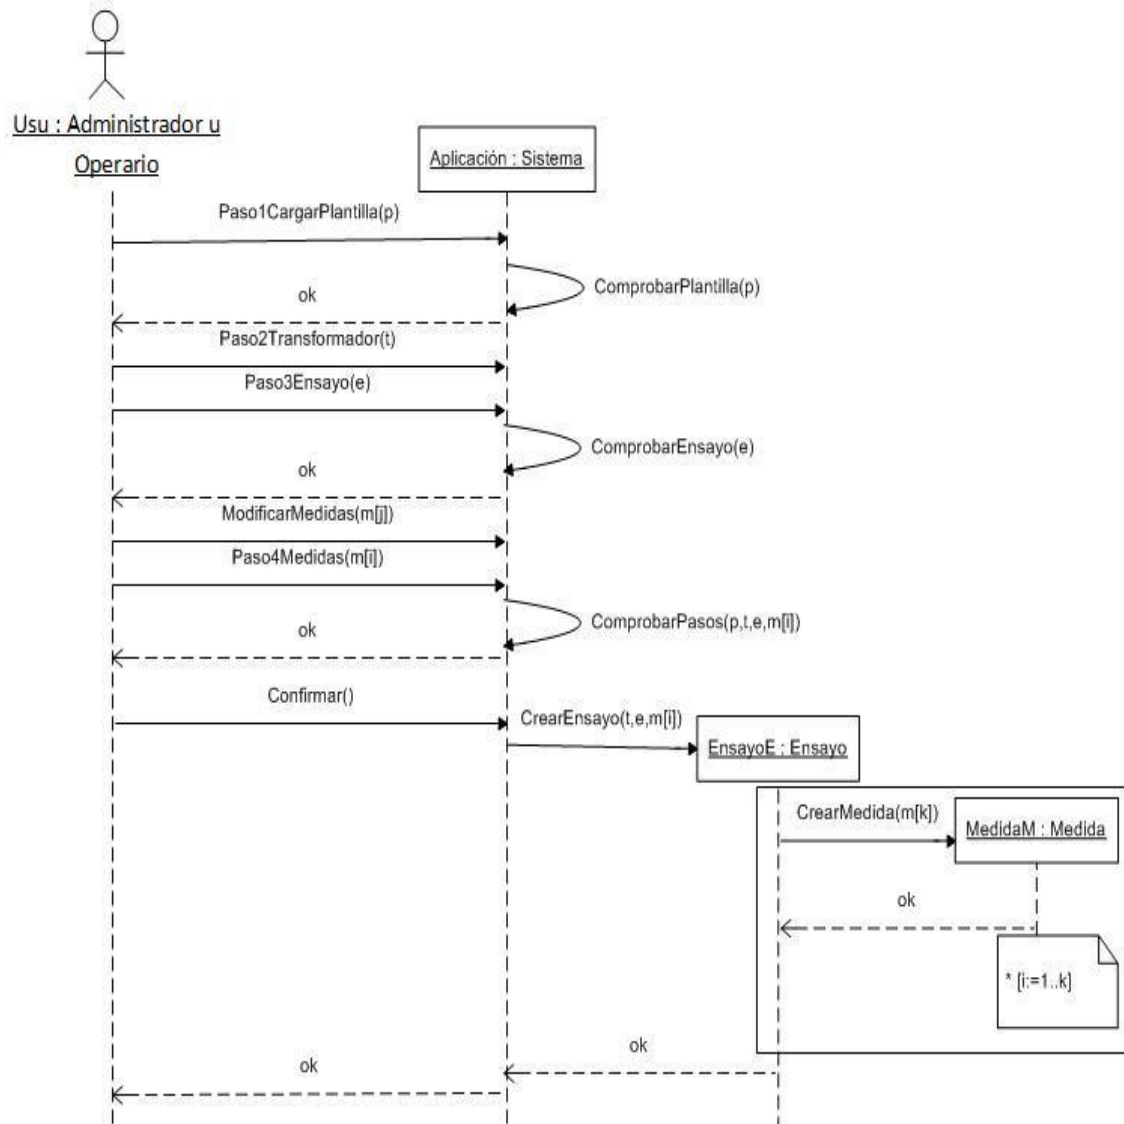 Usu : Administrador u
Operario
Aplicación : Sistema
Paso1CargarPlantilla(p)
ComprobarPlantilla(p)
ok
Paso2Transformador(t)
Paso3Ensayo(e)
ComprobarEnsayo(e)
ok
ModificarMedidas(m[j])
Paso4Medidas(m[i])
ComprobarPasos(p,t,e,m[i])
ok
Confirmar()
CrearEnsayo(t,e,m[i])
EnsayoE : Ensayo
CrearMedida(m[k])
MedidaM : Medida
ok
* [i:=1..k]
ok
ok